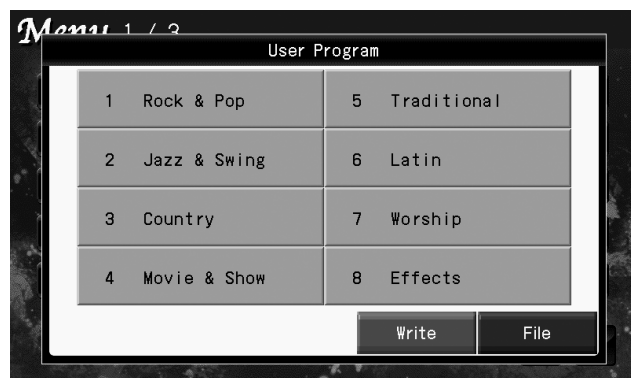 Menu 1 / 3
User Program
1 Rock & Pop
2 Jazz & Swing
3 Country
4 Movie & Show
5 Traditional
6 Latin
7 Worship
8 Effects
Write File